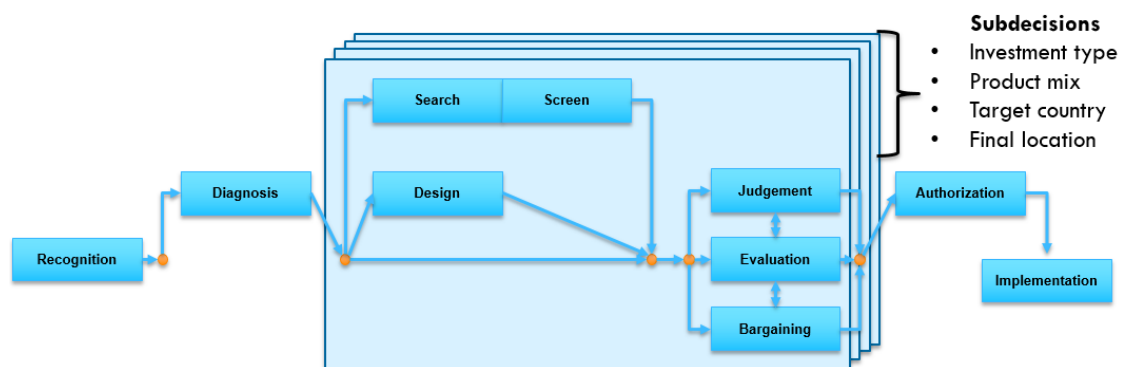 Subdecisions
• Investment type
• Product mix
• Target country
• Final location
Search
Screen
Diagnosis
Design
Judgement
Authorization
Recognition
Evaluation
Implementation
Bargaining